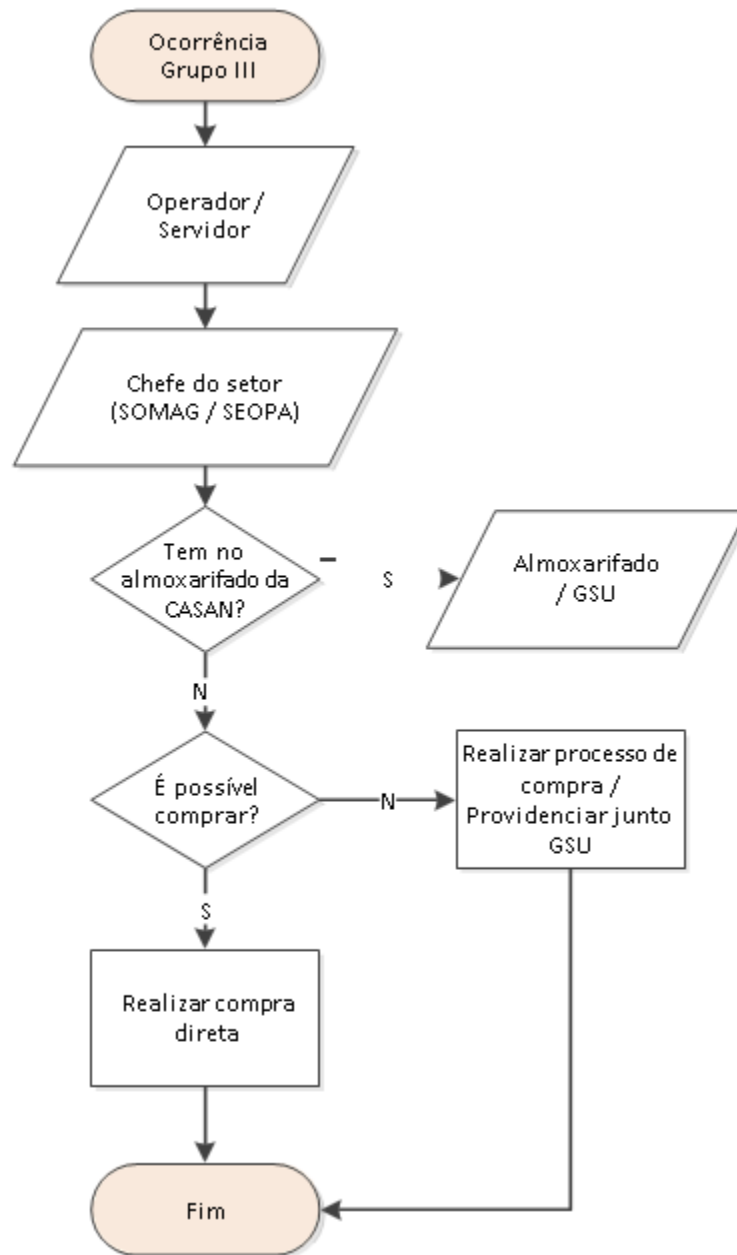 Ocorrência
Grupo III
Operador /
Servidor
Chefe do setor
(SOMAG / SEOPA)
Tem no
almoxarifado da
CASAN?
S
Almoxarifado
/ GSU
N
É possível
comprar?
N
Realizar processo de
compra /
Providenciar junto
GSU
S
Realizar compra
direta
Fim